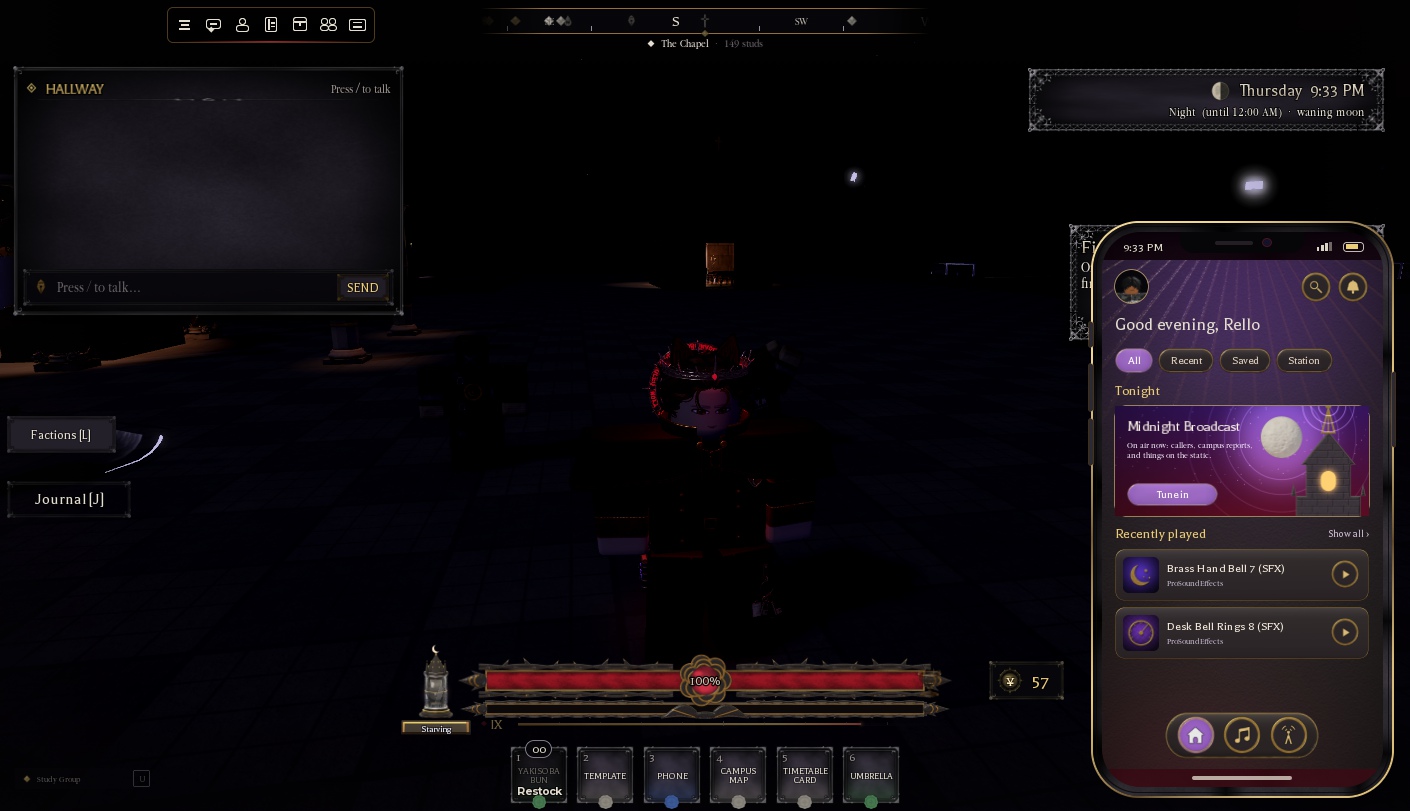 S
SW
The Chapel · 149 studs
HALLWAY
Press / to talk
Press / to talk...
SEND
Thursday 9:33 PM
Night (until 12:00 AM) · waning moon
Factions [L]
Journal [J]
9:33 PM
Good evening, Rello
All
Recent
Saved
Station
Tonight
Midnight Broadcast
On air now: callers, campus reports,
and things on the static.
Tune in
Recently played
Show all ›
Brass Hand Bell 7 (SFX)
ProSoundEffects
Desk Bell Rings 8 (SFX)
ProSoundEffects
100%
¥ 57
Starving
IX
Study Group
U
1
00
YAKISOBA
BUN
Restock
2
TEMPLATE
3
PHONE
4
CAMPUS
MAP
5
TIMETABLE
CARD
6
UMBRELLA